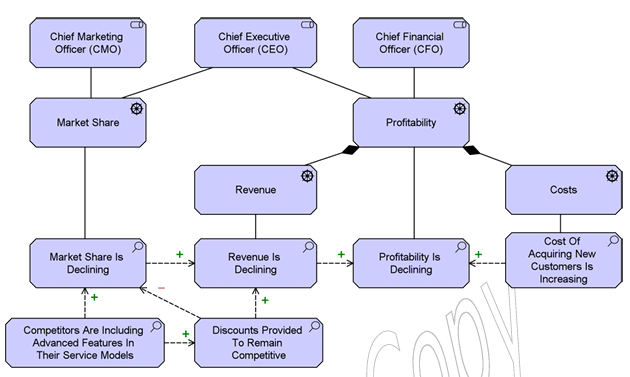 Chief Marketing
Officer (CMO)
Chief Executive
Officer (CEO)
Chief Financial
Officer (CFO)
Market Share
Profitability
Revenue
Costs
Market Share Is
Declining
+
Revenue Is
Declining
+
Profitability Is
Declining
+
Cost Of
Acquiring New
Customers Is
Increasing
+
−
+
Competitors Are Including
Advanced Features In
Their Service Models
+
Discounts Provided
To Remain
Competitive
Copy